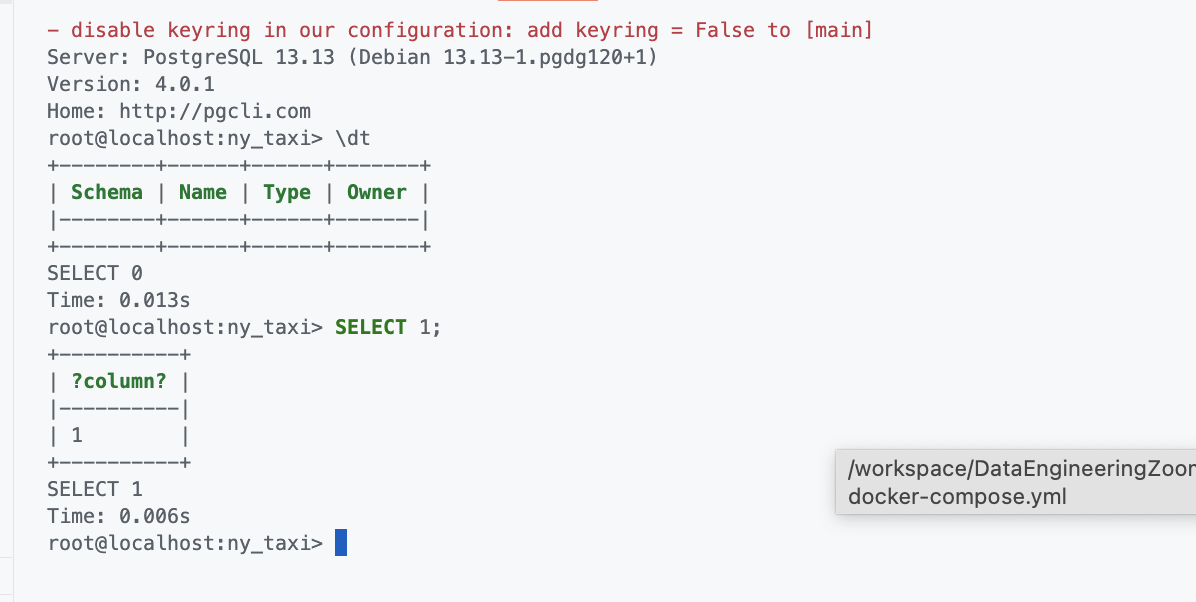 - disable keyring in our configuration: add keyring = False to [main]
Server: PostgreSQL 13.13 (Debian 13.13-1.pgdg120+1)
Version: 4.0.1
Home: http://pgcli.com
root@localhost:ny_taxi> \dt
+--------+------+------+-------+
| Schema | Name | Type | Owner |
|--------+------+------+-------|
+--------+------+------+-------+
SELECT 0
Time: 0.013s
root@localhost:ny_taxi> SELECT 1;
+----------+
| ?column? |
|----------|
| 1        |
+----------+
SELECT 1
Time: 0.006s
root@localhost:ny_taxi>
/workspace/DataEngineeringZoom
docker-compose.yml